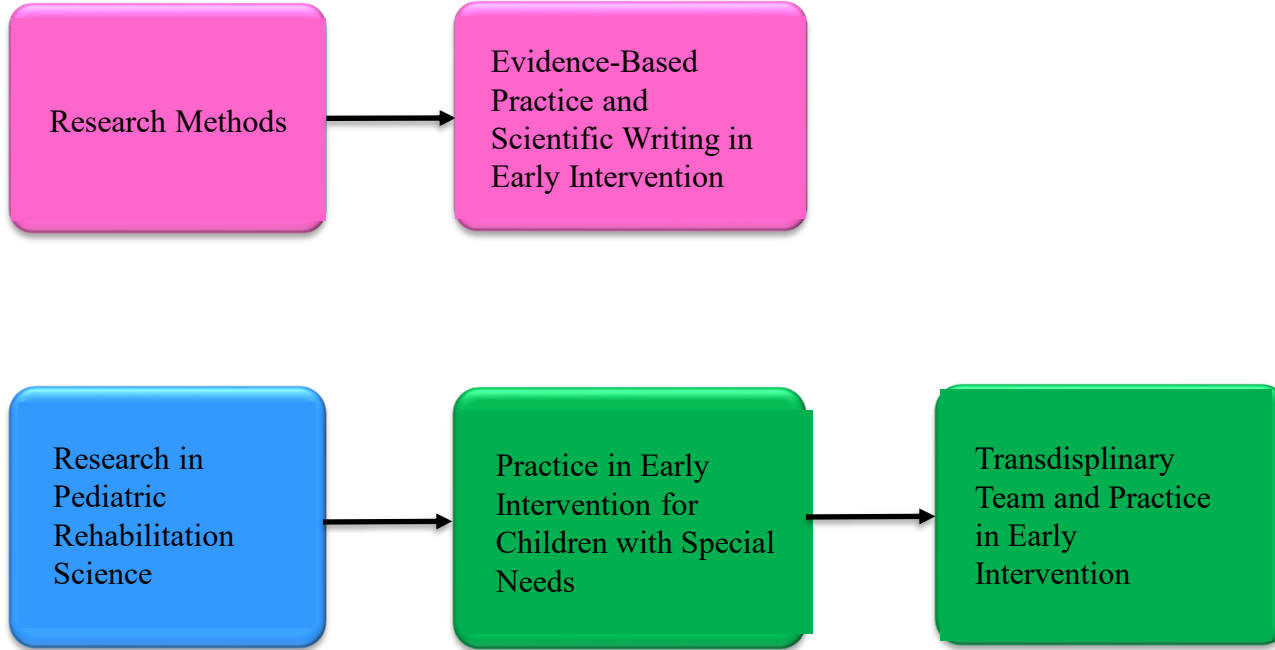 Research Methods
Evidence-Based
Practice and
Scientific Writing in
Early Intervention
Research in
Pediatric
Rehabilitation
Science
Practice in Early
Intervention for
Children with Special
Needs
Transdisplinary
Team and Practice
in Early
Intervention